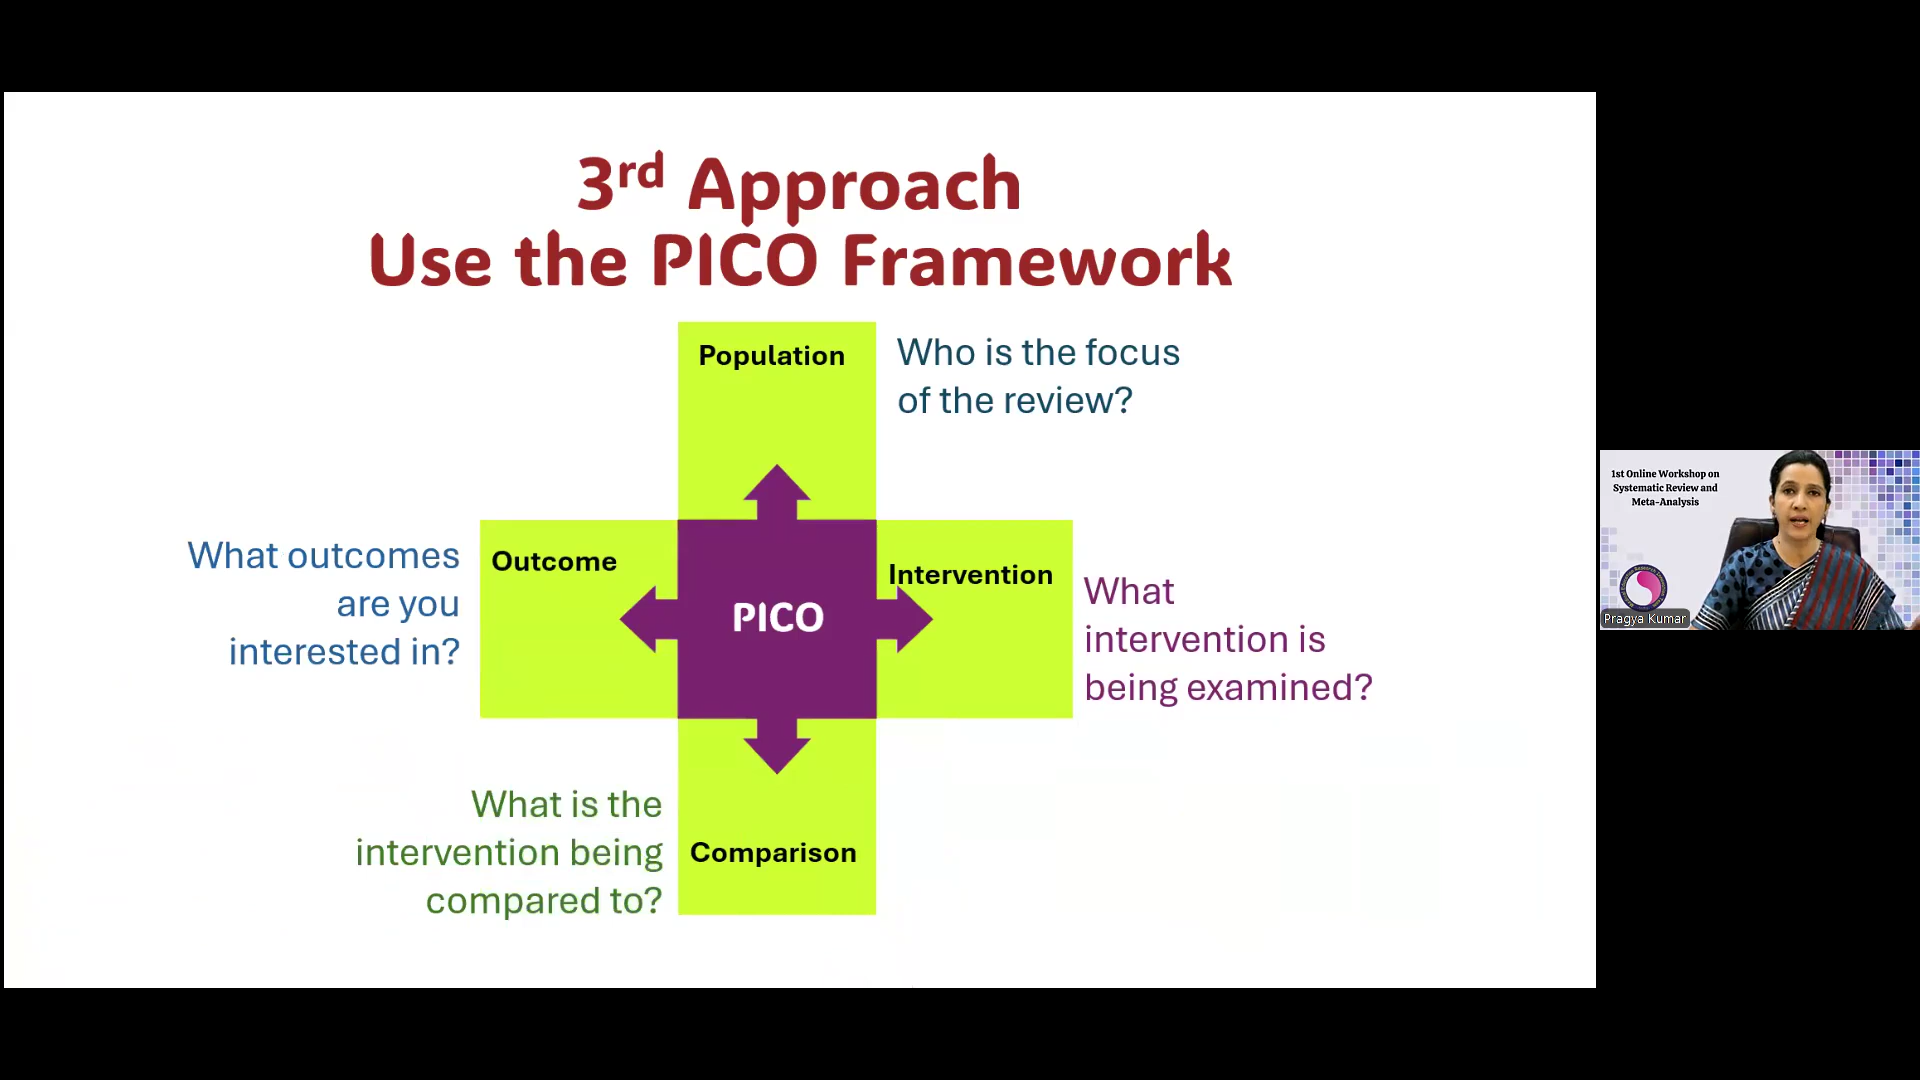 3rd Approach
Use the PICO Framework
Population
Who is the focus
of the review?
What outcomes
are you
interested in?
Outcome
PICO
Intervention
What
intervention is
being examined?
What is the
intervention being
compared to?
Comparison
1st Online Workshop on
Systematic Review and
Meta-Analysis
Pragya Kumar